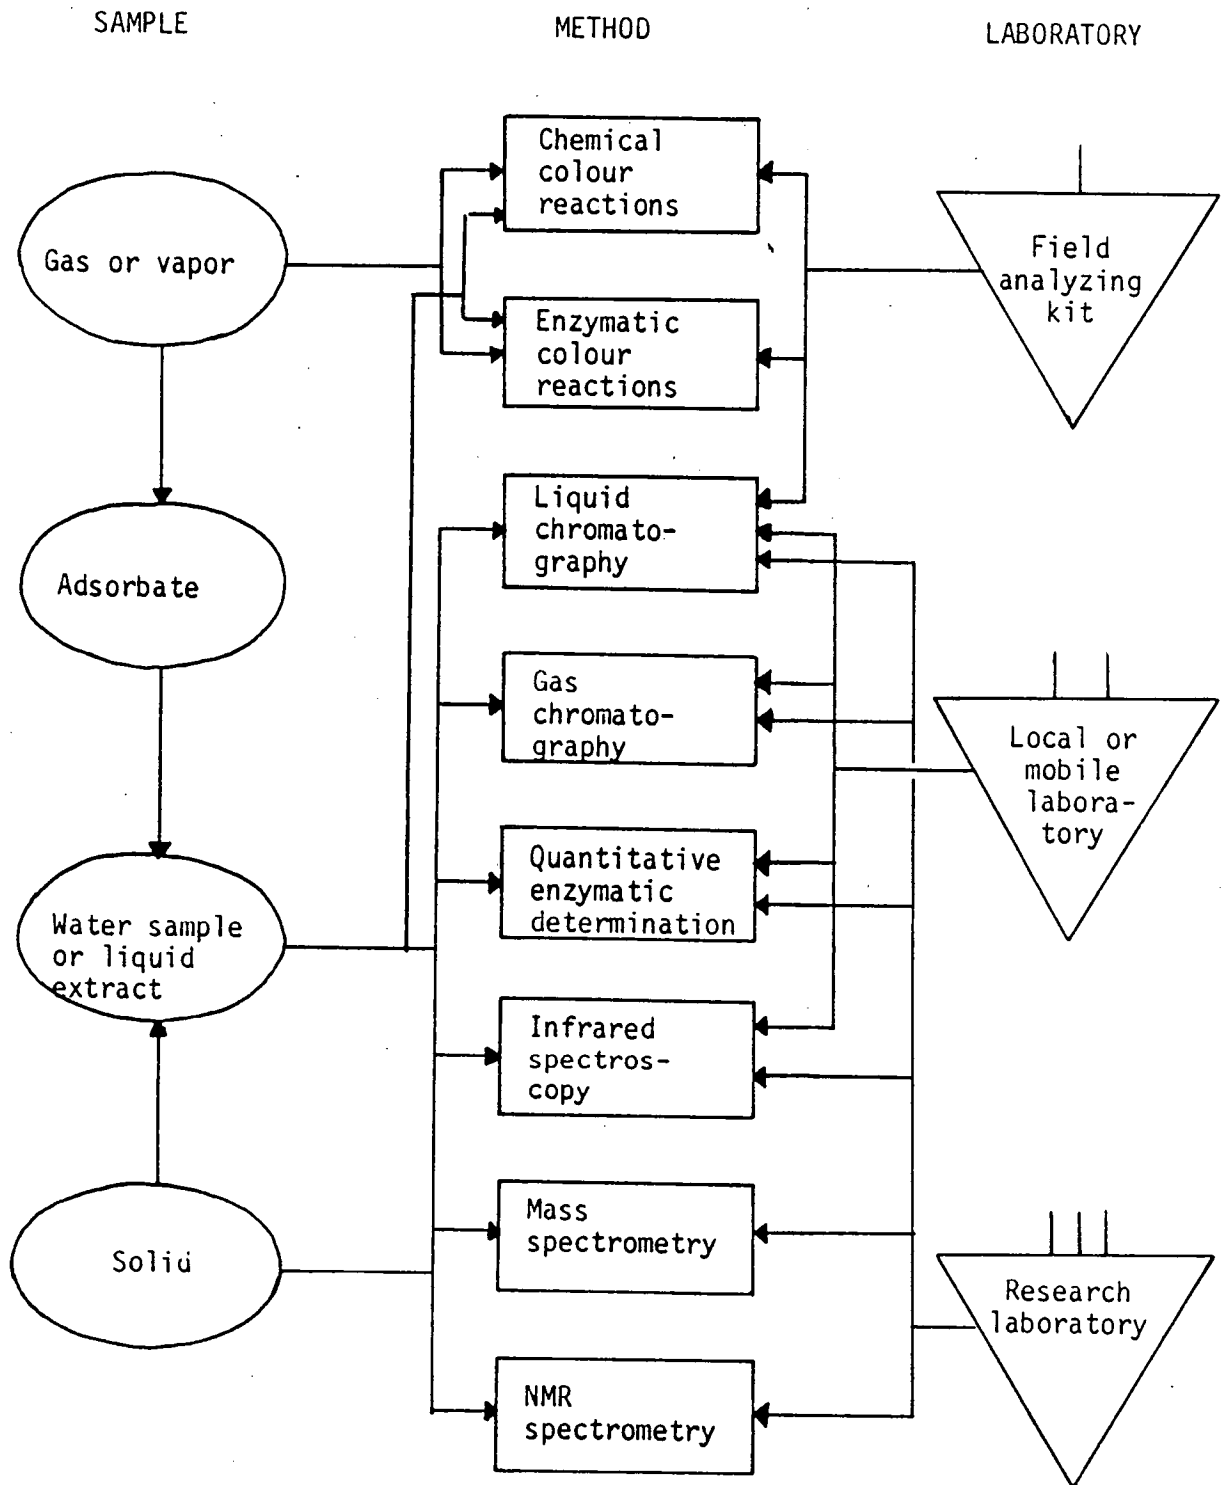 SAMPLE
METHOD
LABORATORY
Chemical
colour
reactions
Gas or vapor
Field
analyzing
kit
Enzymatic
colour
reactions
Liquid
chromato-
graphy
Adsorbate
Gas
chromato-
graphy
Local or
mobile
labora-
tory
Quantitative
enzymatic
determination
Water sample
or liquid
extract
Infrared
spectros-
copy
Mass
spectrometry
Solid
Research
laboratory
NMR
spectrometry